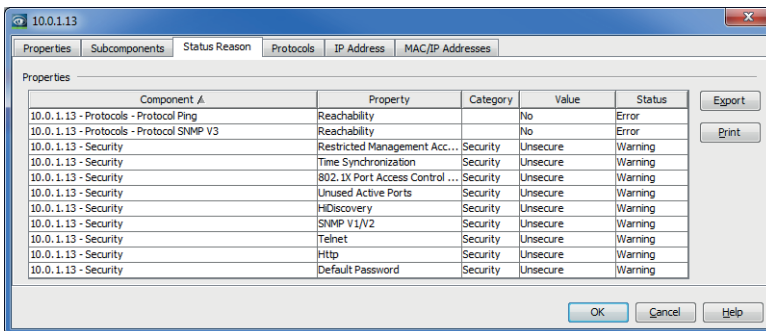 10.0.1.13
Properties Subcomponents Status Reason Protocols IP Address MAC/IP Addresses
Properties
Component Property Category Value Status
10.0.1.13 - Protocols - Protocol Ping Reachability No Error
10.0.1.13 - Protocols - Protocol SNMP V3 Reachability No Error
10.0.1.13 - Security Restricted Management Acc... Security Unsecure Warning
10.0.1.13 - Security Time Synchronization Security Unsecure Warning
10.0.1.13 - Security 802.1X Port Access Control ... Security Unsecure Warning
10.0.1.13 - Security Unused Active Ports Security Unsecure Warning
10.0.1.13 - Security HiDiscovery Security Unsecure Warning
10.0.1.13 - Security SNMP V1/V2 Security Unsecure Warning
10.0.1.13 - Security Telnet Security Unsecure Warning
10.0.1.13 - Security Http Security Unsecure Warning
10.0.1.13 - Security Default Password Security Unsecure Warning
Export
Print
OK Cancel Help